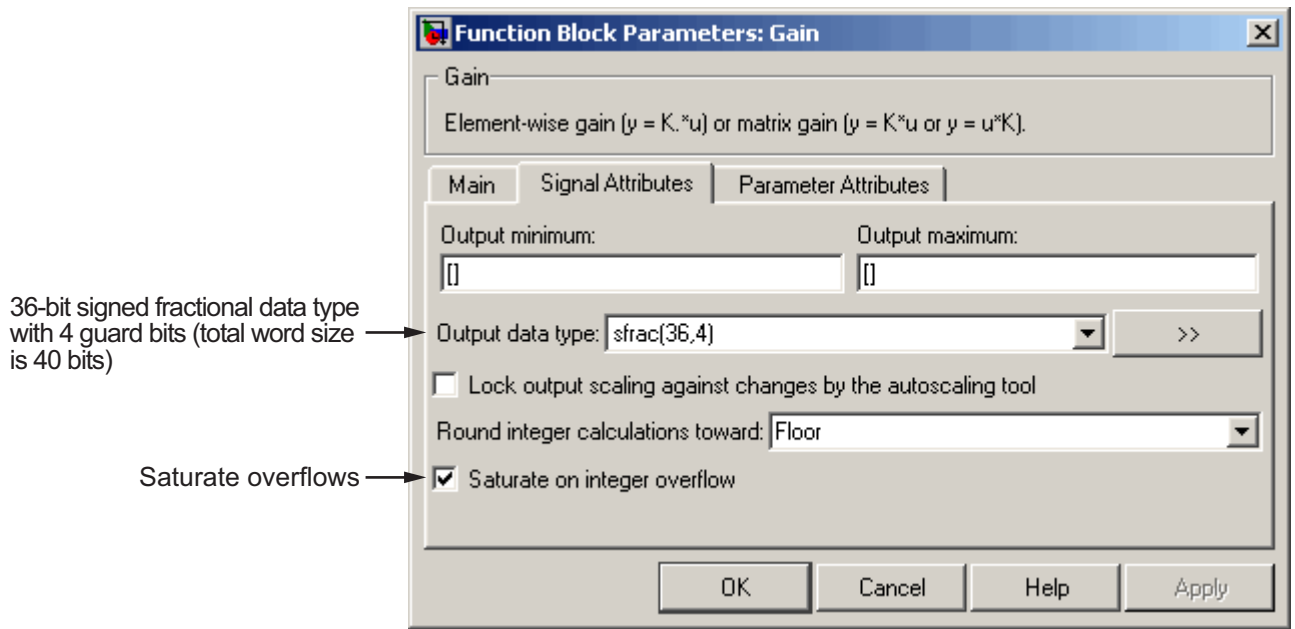 Function Block Parameters: Gain
Gain
Element-wise gain (y = K.*u) or matrix gain (y = K*u or y = u*K).
Main Signal Attributes Parameter Attributes
Output minimum: Output maximum:
[] []
36-bit signed fractional data type
with 4 guard bits (total word size
is 40 bits)
Output data type: sfrac(36,4) >>
Lock output scaling against changes by the autoscaling tool
Round integer calculations toward: Floor
Saturate overflows
Saturate on integer overflow
OK Cancel Help Apply